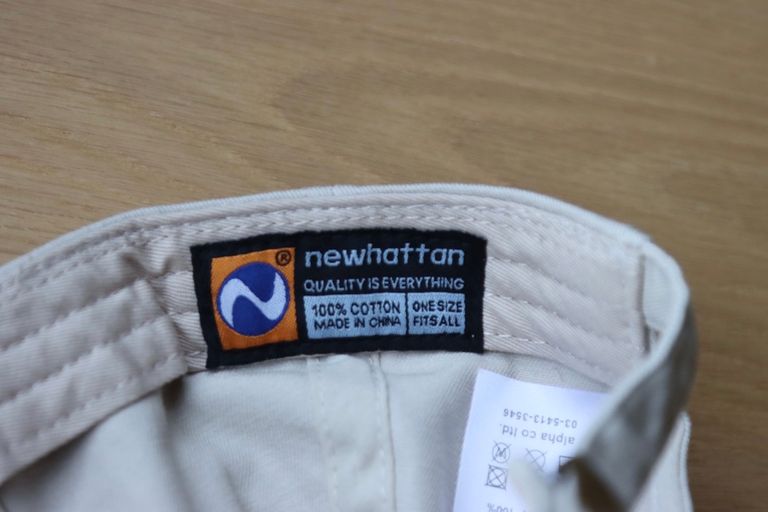 ®
newhattan
QUALITY IS EVERYTHING
100% COTTON
MADE IN CHINA
ONE SIZE
FITS ALL
03-5413-3546
alpha co ltd.
W
100%